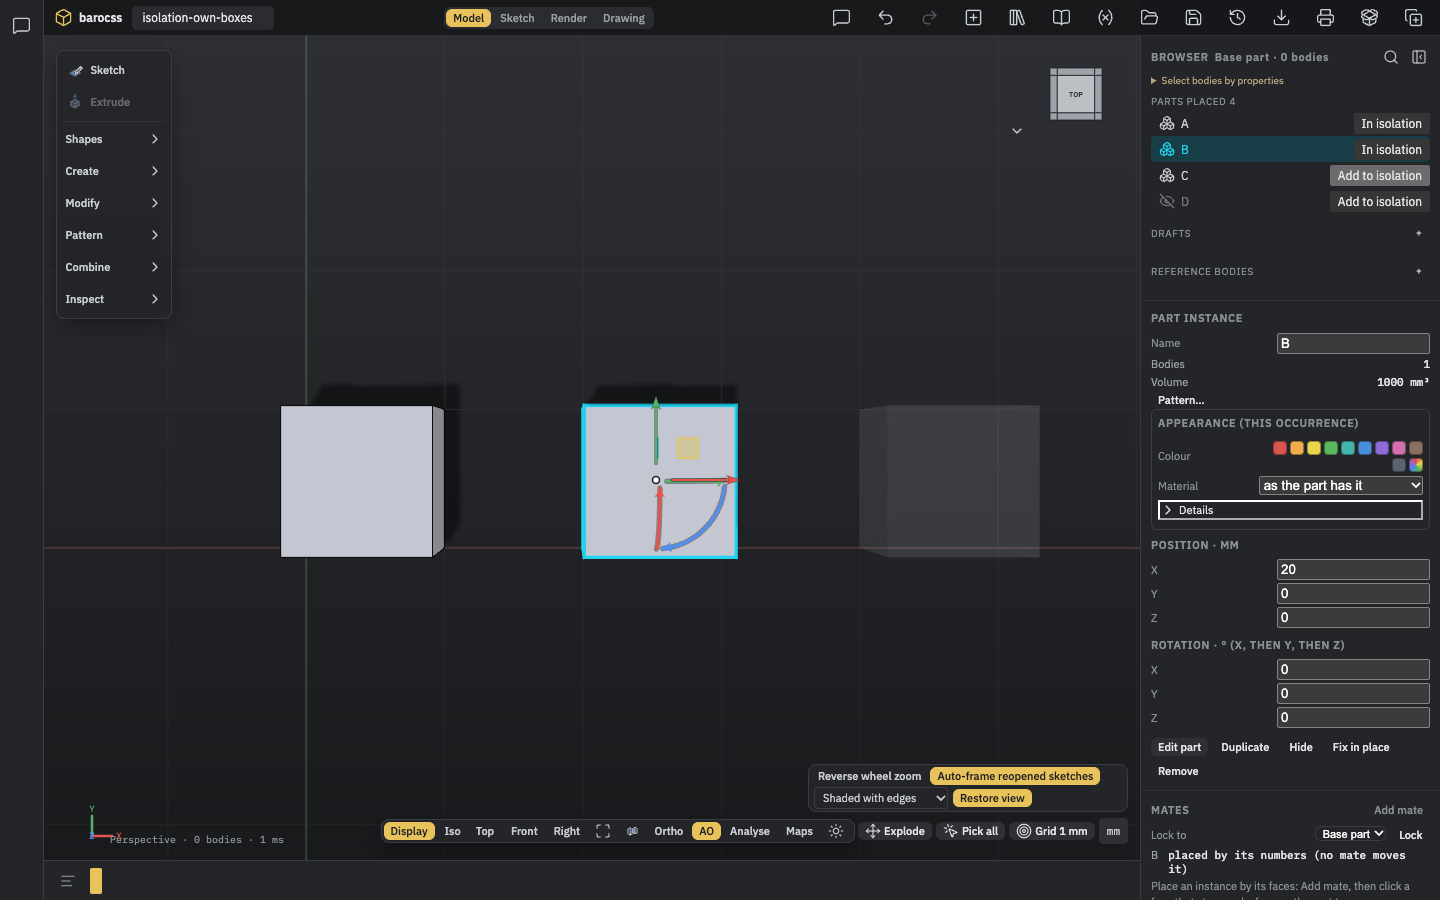 barocss
isolation-own-boxes
Model Sketch Render Drawing
Sketch
Extrude
Shapes
Create
Modify
Pattern
Combine
Inspect
TOP
BROWSER Base part · 0 bodies
Select bodies by properties
PARTS PLACED 4
A In isolation
B In isolation
C Add to isolation
D Add to isolation
DRAFTS +
REFERENCE BODIES +
PART INSTANCE
Name B
Bodies 1
Volume 1000 mm³
Pattern...
APPEARANCE (THIS OCCURRENCE)
Colour
Material as the part has it
Details
POSITION · MM
X 20
Y 0
Z 0
ROTATION · ° (X, THEN Y, THEN Z)
X 0
Y 0
Z 0
Edit part Duplicate Hide Fix in place
Remove
MATES Add mate
Lock to Base part Lock
B placed by its numbers (no mate moves it)
Place an instance by its faces: Add mate, then click a
Reverse wheel zoom Auto-frame reopened sketches
Shaded with edges Restore view
Display Iso Top Front Right Ortho AO Analyse Maps Explode Pick all Grid 1 mm mm
Y
X
Z
Perspective · 0 bodies · 1 ms